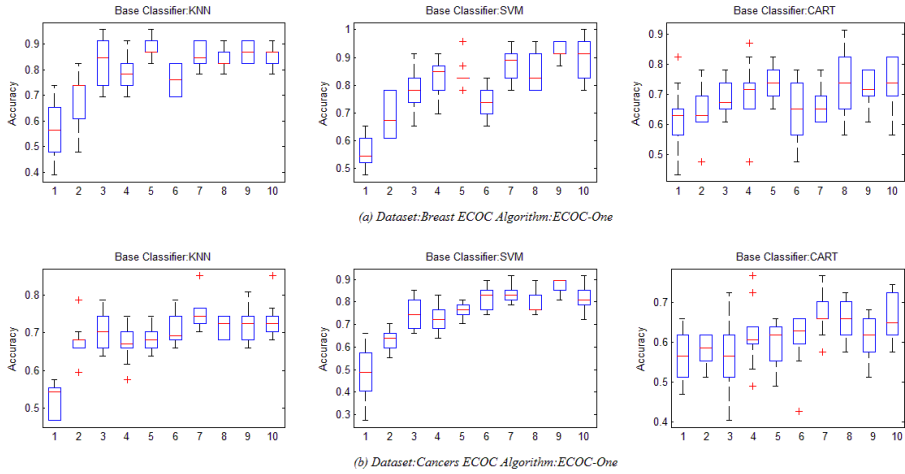 Base Classifier:KNN
Base Classifier:SVM
Base Classifier:CART
Accuracy
0.9
0.8
0.7
0.6
0.5
0.4
1 2 3 4 5 6 7 8 9 10
Accuracy
1
0.9
0.8
0.7
0.6
0.5
1 2 3 4 5 6 7 8 9 10
Accuracy
0.9
0.8
0.7
0.6
0.5
1 2 3 4 5 6 7 8 9 10
(a) Dataset:Breast ECOC Algorithm:ECOC-One
Base Classifier:KNN
Base Classifier:SVM
Base Classifier:CART
Accuracy
0.8
0.7
0.6
0.5
1 2 3 4 5 6 7 8 9 10
Accuracy
0.9
0.8
0.7
0.6
0.5
0.4
0.3
1 2 3 4 5 6 7 8 9 10
Accuracy
0.7
0.6
0.5
0.4
1 2 3 4 5 6 7 8 9 10
(b) Dataset:Cancers ECOC Algorithm:ECOC-One